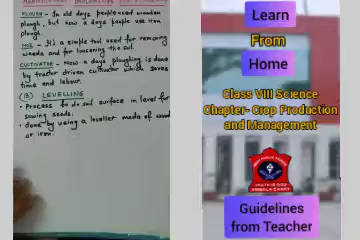 PLOUGH - In old days people used wooden
plough, but now a days people use iron
plough.
HOE - It's a simple tool used for removing
weeds and for loosening the soil.
CULTIVATOR - Now a days ploughing is done
by tractor driven cultivator which saves
time and labour.
(B) LEVELLING
• Process to do soil surface in level for
sowing seeds.
• done by using a leveller made of wood
or iron.
Learn
From
Home
Class VIII Science
Chapter- Crop Production
and Management
Guidelines
from Teacher